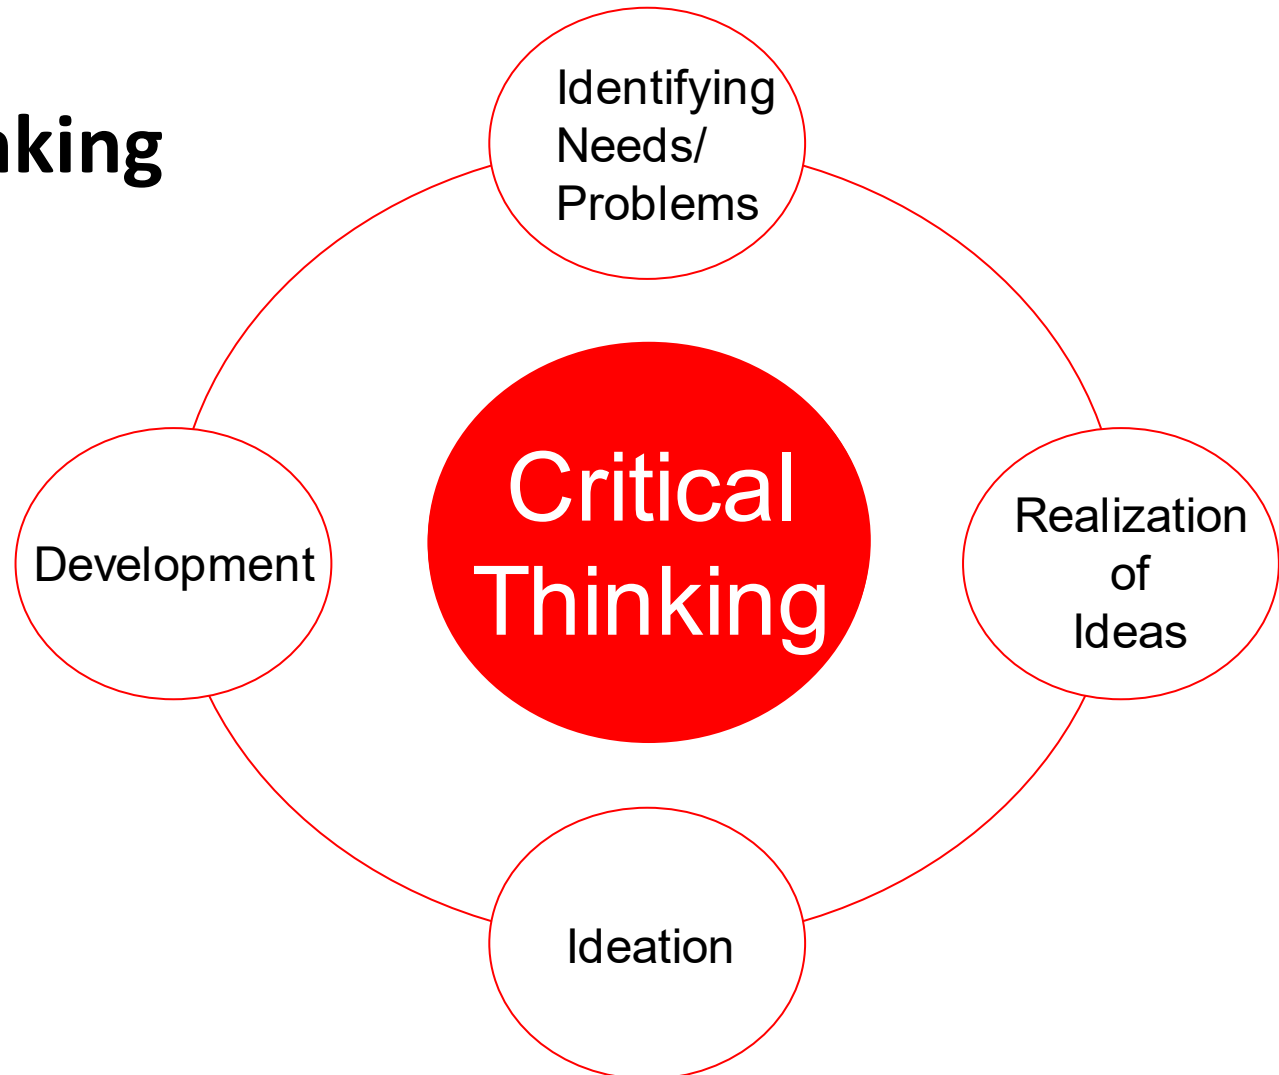 nking
Identifying
Needs/
Problems
Critical
Thinking
Development
Realization
of
Ideas
Ideation